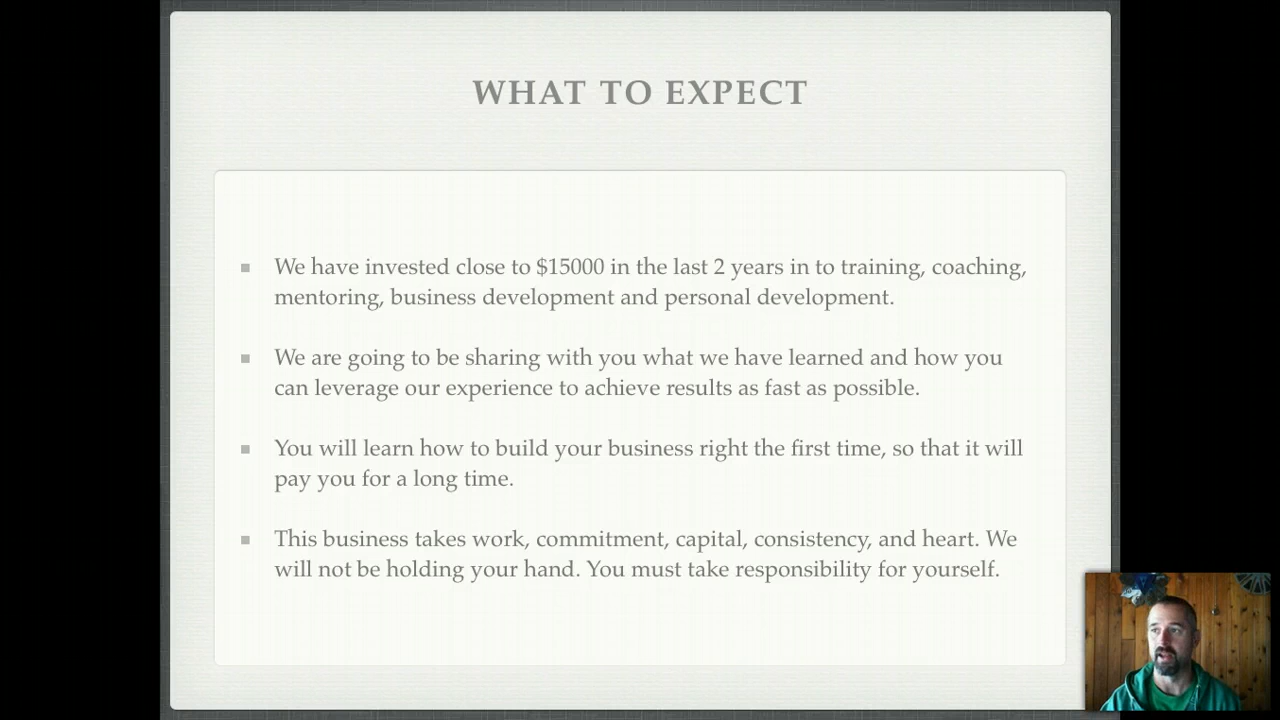 WHAT TO EXPECT
We have invested close to $15000 in the last 2 years in to training, coaching,
mentoring, business development and personal development.
We are going to be sharing with you what we have learned and how you
can leverage our experience to achieve results as fast as possible.
You will learn how to build your business right the first time, so that it will
pay you for a long time.
This business takes work, commitment, capital, consistency, and heart. We
will not be holding your hand. You must take responsibility for yourself.